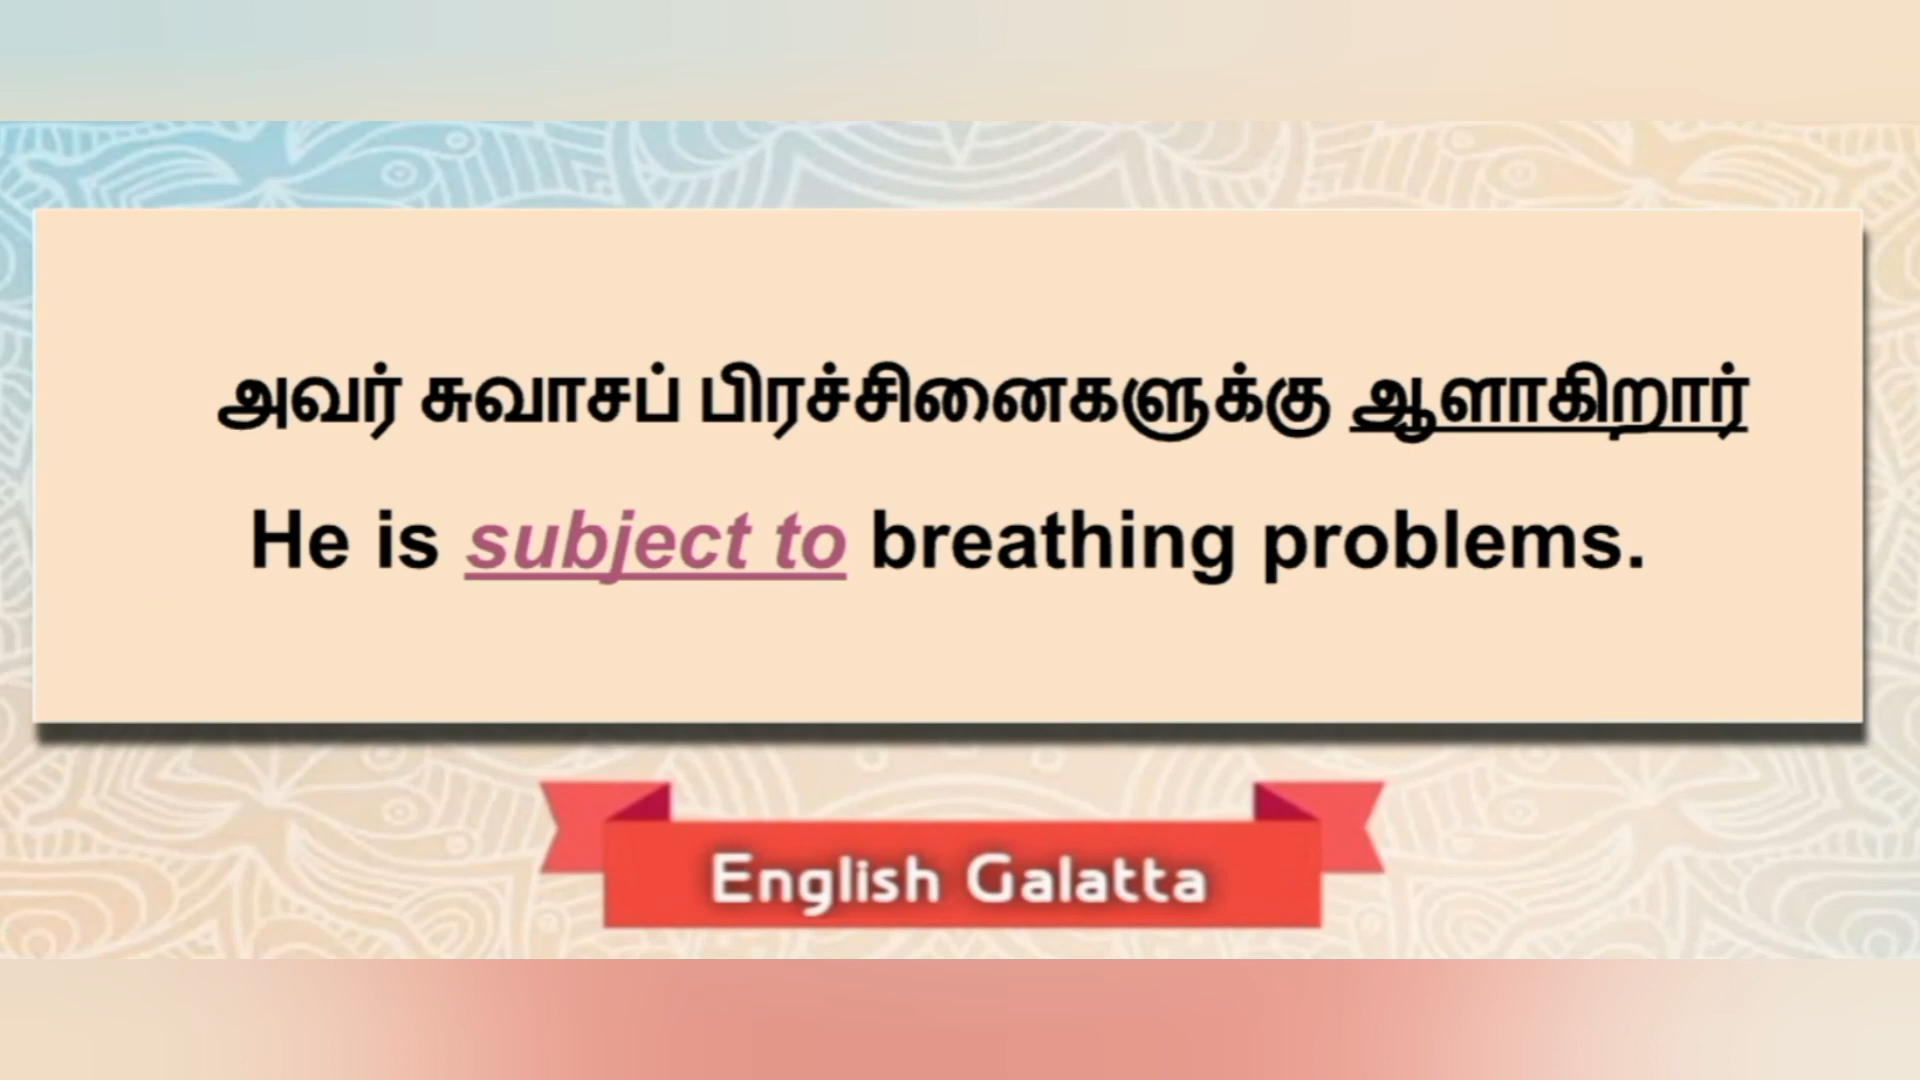 அவர் சுவாசப் பிரச்சினைகளுக்கு ஆளாகிறார்
He is subject to breathing problems.
English Galatta